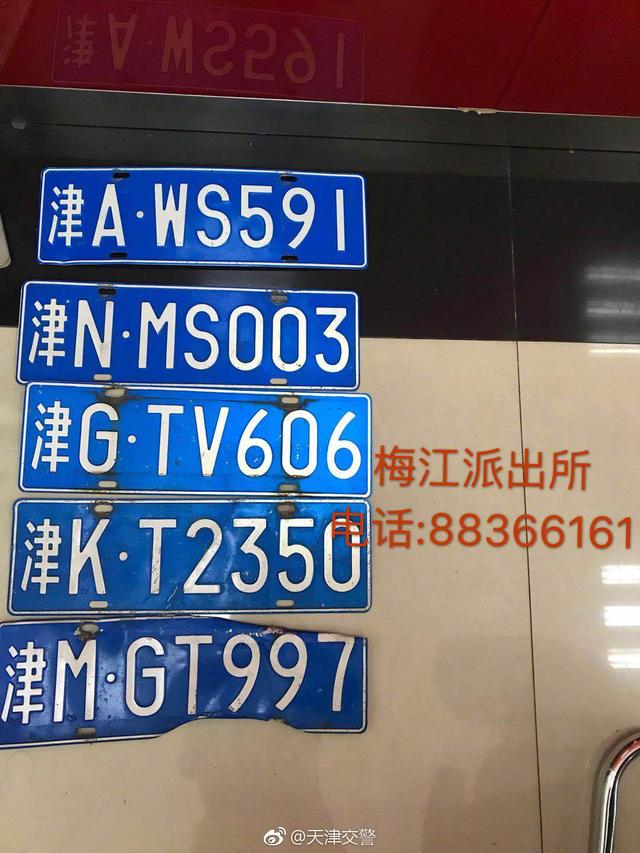 津A·WS591
津N·MS003
津G·TV606
梅江派出所
津K·T2350
电话:88366161
津M·GT997
@天津交警